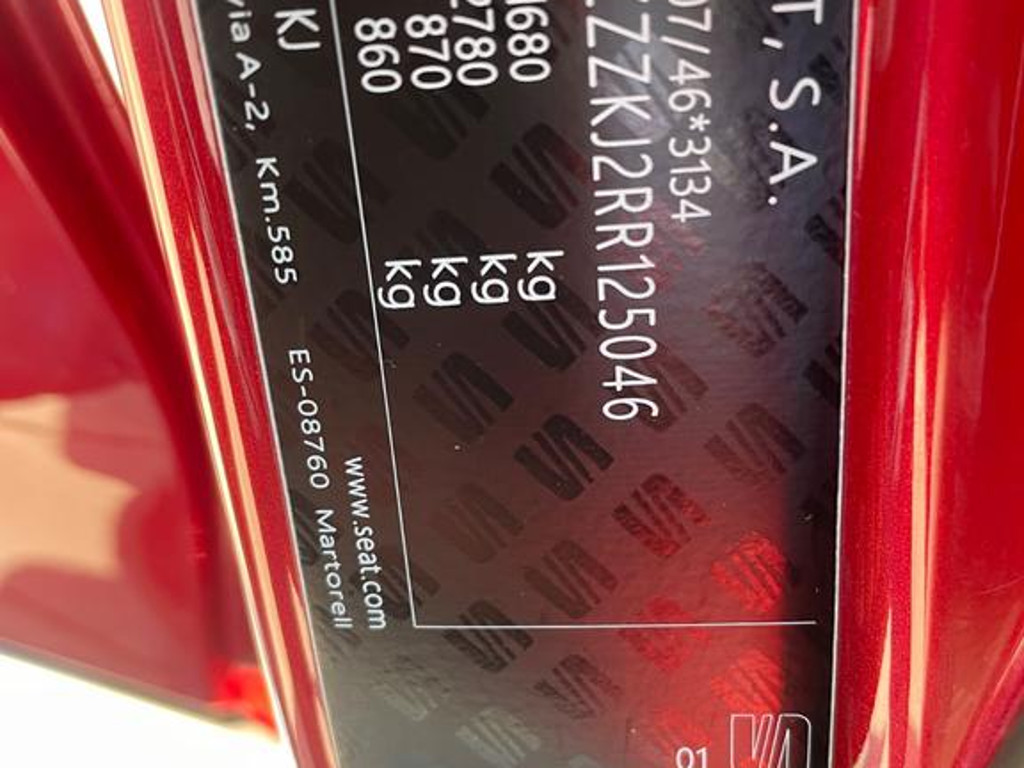 T, S.A.
07/46*3134
ZZKJ2RR125046
680 kg
2780 kg
870 kg
860 kg
KJ
www.seat.com
via A-2, Km.585 ES-08760 Martorell
01